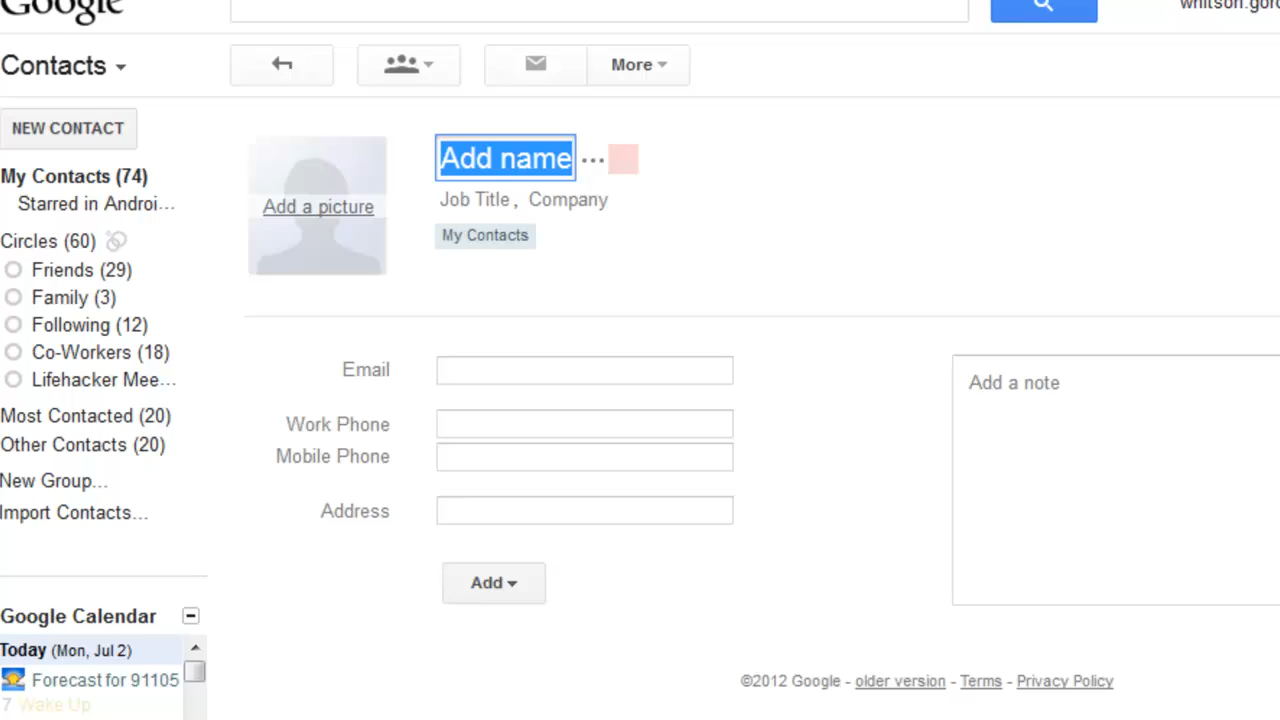 Google
Contacts
More
NEW CONTACT
My Contacts (74)
Starred in Androi...
Circles (60)
Friends (29)
Family (3)
Following (12)
Co-Workers (18)
Lifehacker Mee...
Most Contacted (20)
Other Contacts (20)
New Group...
Import Contacts...
Google Calendar
Today (Mon, Jul 2)
Forecast for 91105
7 Wake Up
Add a picture
Add name ...
Job Title, Company
My Contacts
Email
Work Phone
Mobile Phone
Address
Add
Add a note
©2012 Google - older version - Terms - Privacy Policy